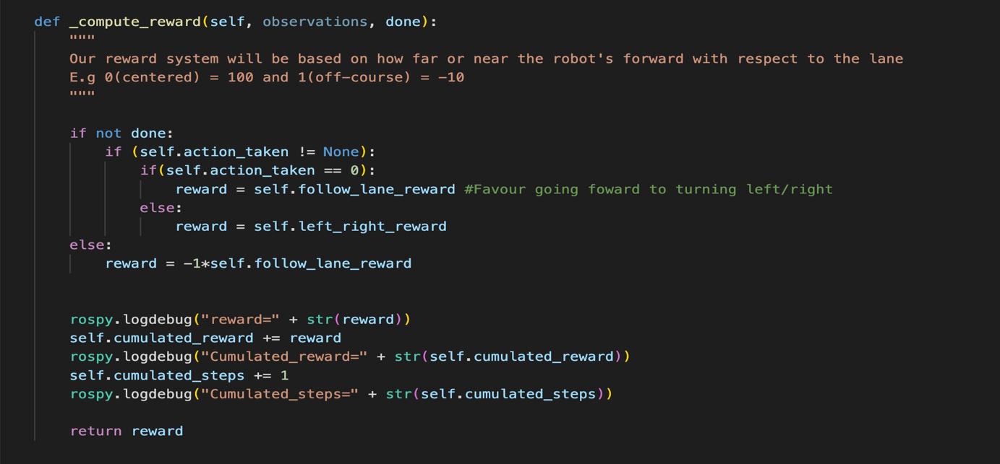 def _compute_reward(self, observations, done):
"""
Our reward system will be based on how far or near the robot's forward with respect to the lane
E.g 0(centered) = 100 and 1(off-course) = -10
"""
if not done:
if (self.action_taken != None):
if(self.action_taken == 0):
reward = self.follow_lane_reward #Favour going foward to turning left/right
else:
reward = self.left_right_reward
else:
reward = -1*self.follow_lane_reward
rospy.logdebug("reward=" + str(reward))
self.cumulated_reward += reward
rospy.logdebug("Cumulated_reward=" + str(self.cumulated_reward))
self.cumulated_steps += 1
rospy.logdebug("Cumulated_steps=" + str(self.cumulated_steps))
return reward